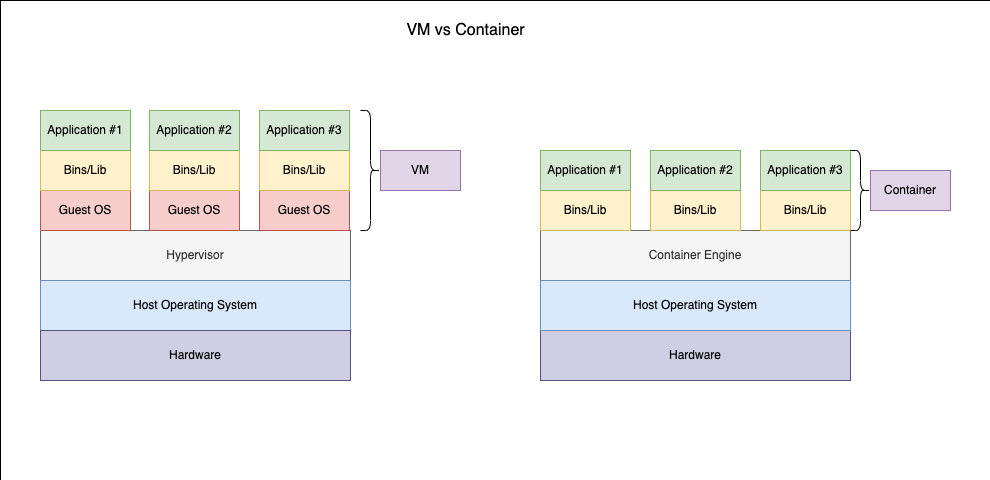 VM vs Container
Application #1
Application #2
Application #3
Bins/Lib
Bins/Lib
Bins/Lib
VM
Guest OS
Guest OS
Guest OS
Hypervisor
Host Operating System
Hardware
Application #1
Application #2
Application #3
Container
Bins/Lib
Bins/Lib
Bins/Lib
Container Engine
Host Operating System
Hardware